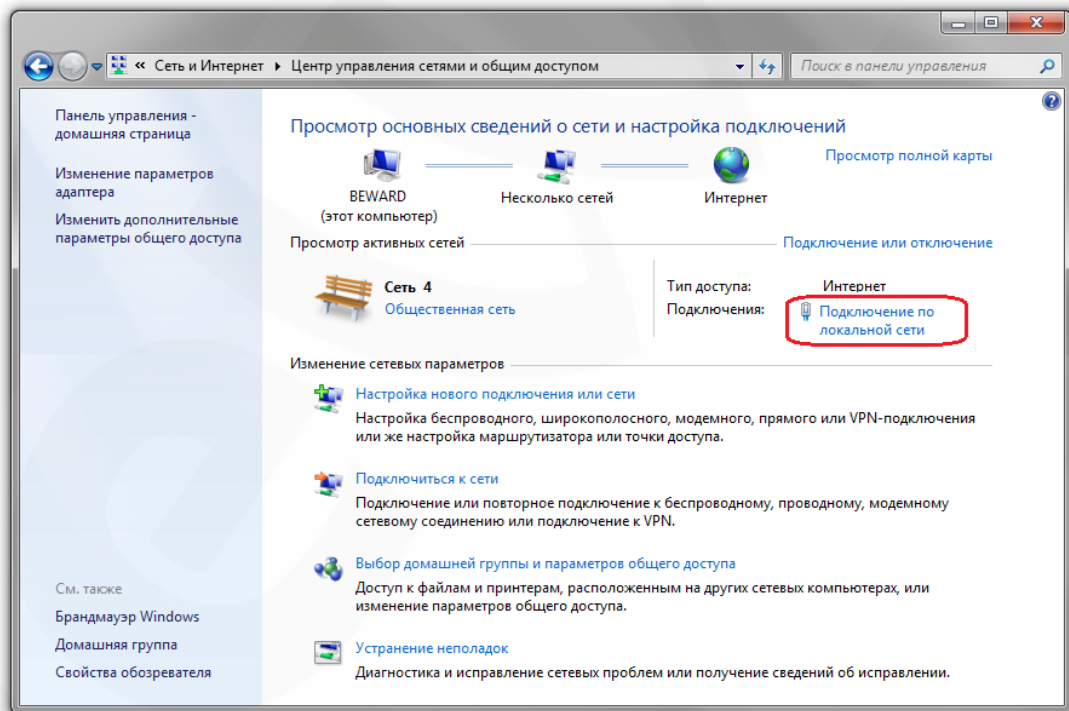 « Сеть и Интернет ▸ Центр управления сетями и общим доступом
Поиск в панели управления
Панель управления -
домашняя страница
Изменение параметров
адаптера
Изменить дополнительные
параметры общего доступа
Просмотр основных сведений о сети и настройка подключений
Просмотр полной карты
BEWARD
(этот компьютер)
Несколько сетей
Интернет
Просмотр активных сетей
Подключение или отключение
Сеть 4
Общественная сеть
Тип доступа: Интернет
Подключения: Подключение по
локальной сети
Изменение сетевых параметров
Настройка нового подключения или сети
Настройка беспроводного, широкополосного, модемного, прямого или VPN-подключения
или же настройка маршрутизатора или точки доступа.
Подключиться к сети
Подключение или повторное подключение к беспроводному, проводному, модемному
сетевому соединению или подключение к VPN.
Выбор домашней группы и параметров общего доступа
Доступ к файлам и принтерам, расположенным на других сетевых компьютерах, или
изменение параметров общего доступа.
Устранение неполадок
Диагностика и исправление сетевых проблем или получение сведений об исправлении.
См. также
Брандмауэр Windows
Домашняя группа
Свойства обозревателя